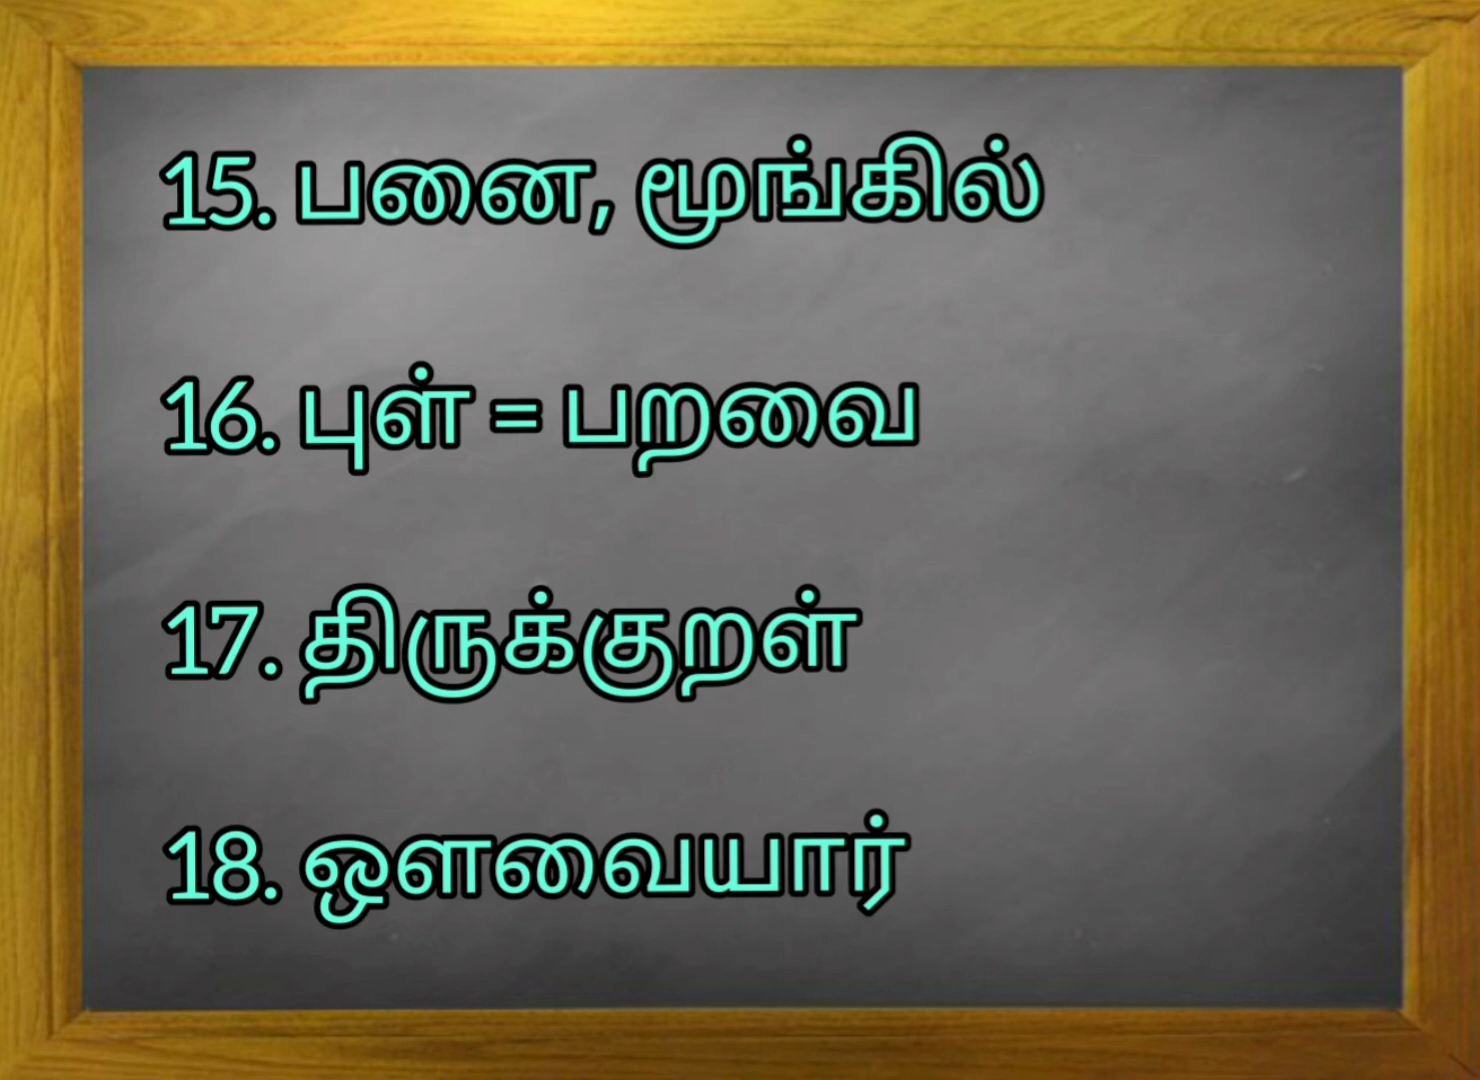 15. பனை, மூங்கில்
16. புள் = பறவை
17. திருக்குறள்
18. ஔவையார்